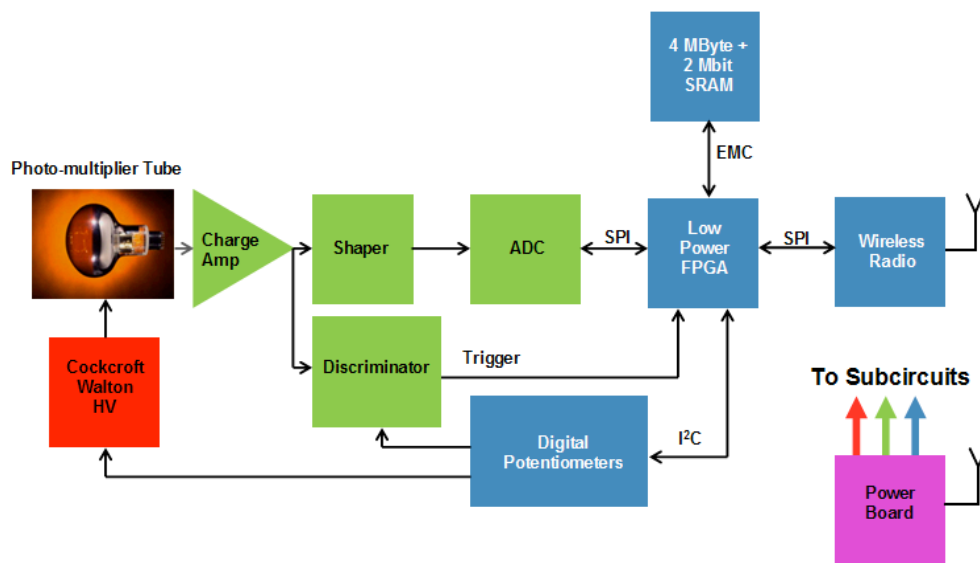 4 MByte +
2 Mbit
SRAM
EMC
Photo-multiplier Tube
Charge
Amp
Shaper
ADC
SPI
Low
Power
FPGA
SPI
Wireless
Radio
Cockcroft
Walton
HV
Discriminator
Trigger
To Subcircuits
Digital
Potentiometers
I²C
Power
Board